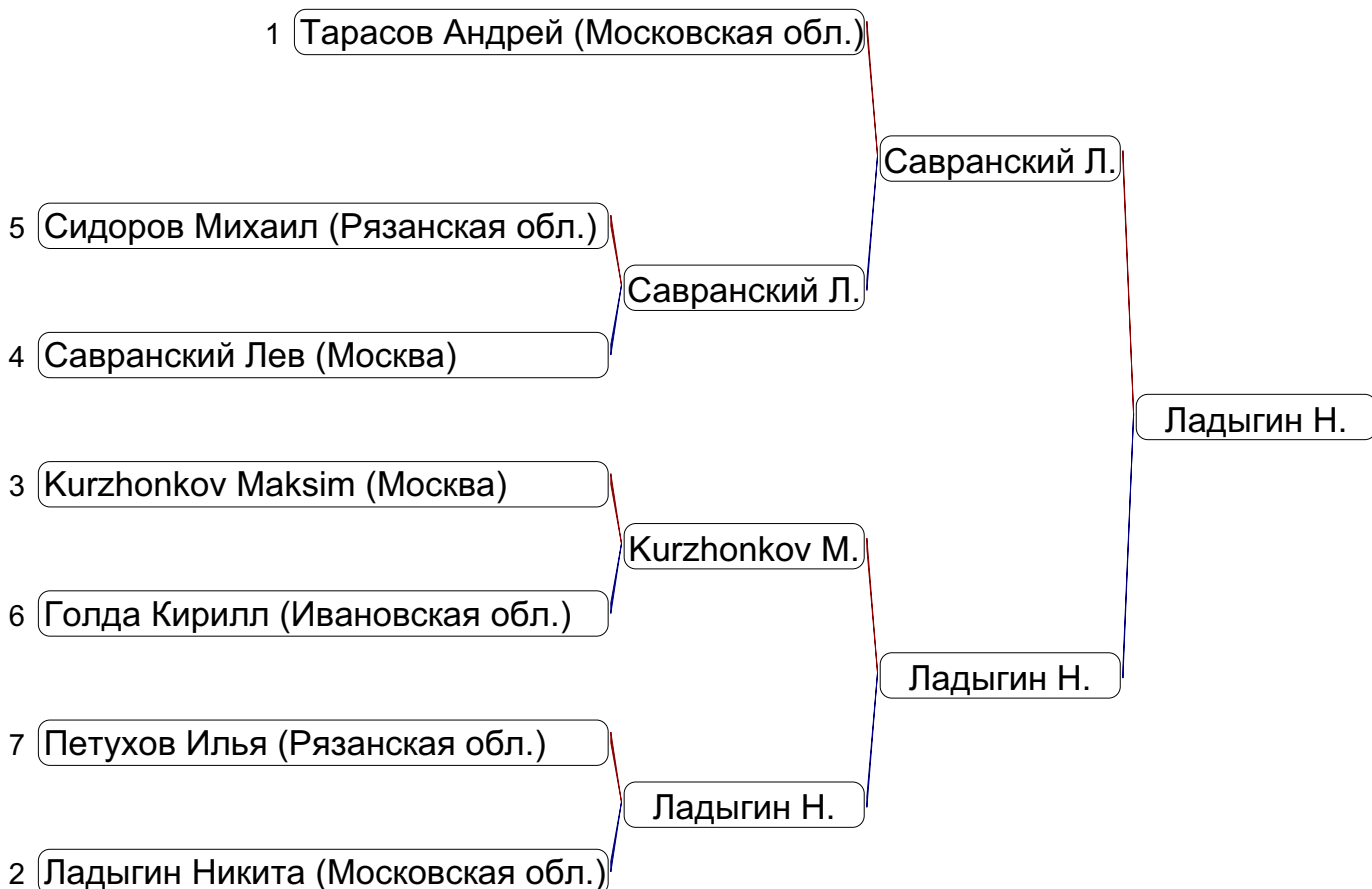 1 Тарасов Андрей (Московская обл.)
Савранский Л.
5 Сидоров Михаил (Рязанская обл.)
Савранский Л.
4 Савранский Лев (Москва)
Ладыгин Н.
3 Kurzhonkov Maksim (Москва)
Kurzhonkov M.
6 Голда Кирилл (Ивановская обл.)
Ладыгин Н.
7 Петухов Илья (Рязанская обл.)
Ладыгин Н.
2 Ладыгин Никита (Московская обл.)